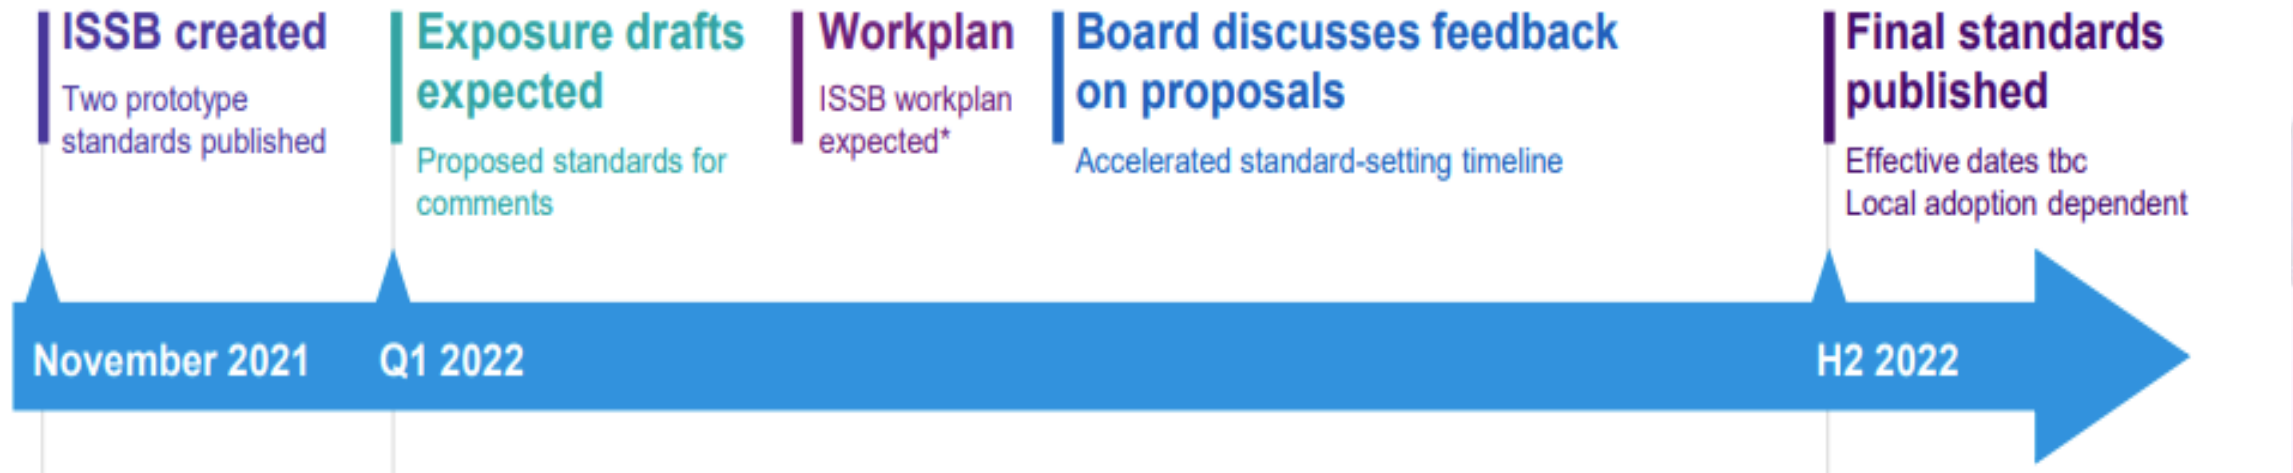 ISSB created
Two prototype
standards published
Exposure drafts
expected
Proposed standards for
comments
Workplan
ISSB workplan
expected*
Board discusses feedback
on proposals
Accelerated standard-setting timeline
Final standards
published
Effective dates tbc
Local adoption dependent
November 2021
Q1 2022
H2 2022